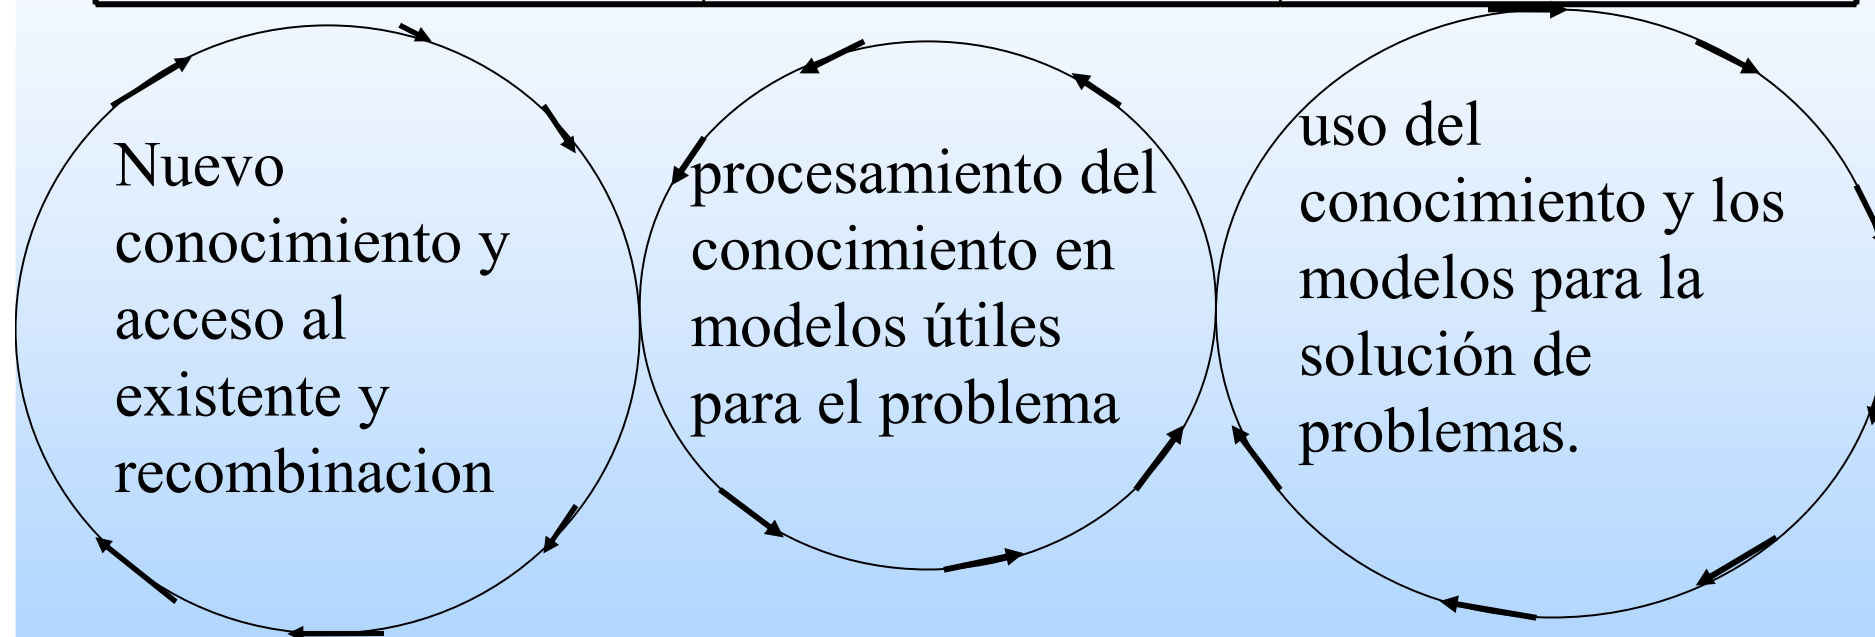 Nuevo
conocimiento y
acceso al
existente y
recombinacion
procesamiento del
conocimiento en
modelos útiles
para el problema
uso del
conocimiento y los
modelos para la
solución de
problemas.